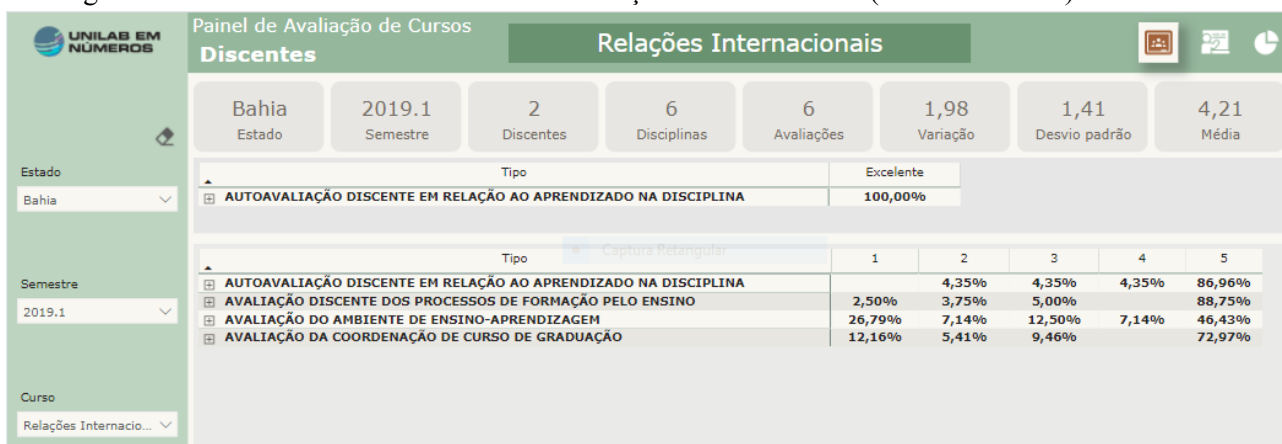 UNILAB EM
NÚMEROS
Painel de Avaliação de Cursos
Discentes
Relações Internacionais
Bahia
Estado
2019.1
Semestre
2
Discentes
6
Disciplinas
6
Avaliações
1,98
Variação
1,41
Desvio padrão
4,21
Média
Estado
Bahia
Semestre
2019.1
Curso
Relações Internacio...
Tipo Excelente
AUTOAVALIAÇÃO DISCENTE EM RELAÇÃO AO APRENDIZADO NA DISCIPLINA 100,00%
Captura Retangular
Tipo 1 2 3 4 5
AUTOAVALIAÇÃO DISCENTE EM RELAÇÃO AO APRENDIZADO NA DISCIPLINA 4,35% 4,35% 4,35% 86,96%
AVALIAÇÃO DISCENTE DOS PROCESSOS DE FORMAÇÃO PELO ENSINO 2,50% 3,75% 5,00% 88,75%
AVALIAÇÃO DO AMBIENTE DE ENSINO-APRENDIZAGEM 26,79% 7,14% 12,50% 7,14% 46,43%
AVALIAÇÃO DA COORDENAÇÃO DE CURSO DE GRADUAÇÃO 12,16% 5,41% 9,46% 72,97%